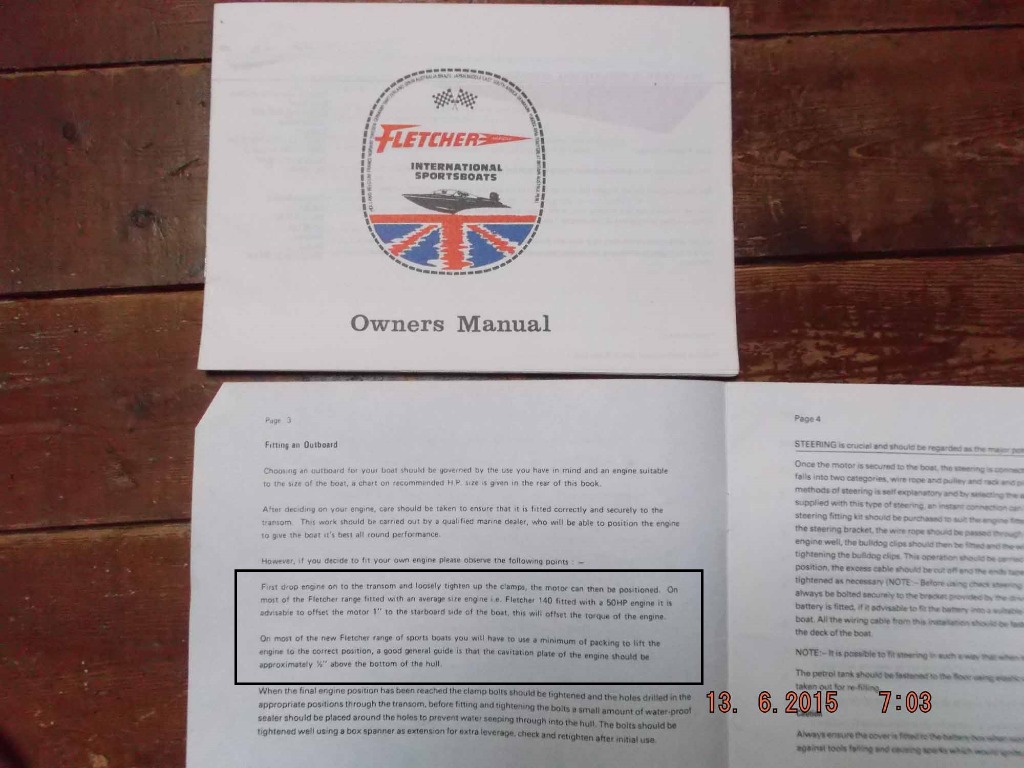 FLETCHER
INTERNATIONAL
SPORTSBOATS
Owners Manual
Page 3
Fitting an Outboard
Choosing an outboard for your boat should be governed by the use you have in mind and an engine suitable
to the size of the boat, a chart on recommended H.P. size is given in the rear of this book.
After deciding on your engine, care should be taken to ensure that it is fitted correctly and securely to the
transom. This work should be carried out by a qualified marine dealer, who will be able to position the engine
to give the boat it's best all round performance.
However, if you decide to fit your own engine please observe the following points : —
First drop engine on to the transom and loosely tighten up the clamps, the motor can then be positioned. On
most of the Fletcher range fitted with an average size engine i.e. Fletcher 140 fitted with a 50HP engine it is
advisable to offset the motor 1" to the starboard side of the boat, this will offset the torque of the engine.
On most of the new Fletcher range of sports boats you will have to use a minimum of packing to lift the
engine to the correct position, a good general guide is that the cavitation plate of the engine should be
approximately ½" above the bottom of the hull.
When the final engine position has been reached the clamp bolts should be tightened and the holes drilled in the
appropriate positions through the transom, before fitting and tightening the bolts a small amount of water-proof
sealer should be placed around the holes to prevent water seeping through into the hull. The bolts should be
tightened well using a box spanner as extension for extra leverage, check and retighten after initial use.
Page 4
STEERING is crucial and should be regarded as the major
Once the motor is secured to the boat, the steering is
falls into two categories, wire rope and pulley and rack and
methods of steering is self explanatory and by selecting the
supplied with this type of steering, an instant connection can
steering fitting kit should be purchased to suit the engine
the steering bracket, the wire rope should be passed through
engine well, the bulldog clips should then be fitted and the
tightening the bulldog clips. This operation should be carried
position, the excess cable should be cut off and the ends
tightened as necessary (NOTE:- Before using check steering
always be bolted securely to the bracket provided by the
battery is fitted, if it advisable to fit the battery into a suitable
boat. All the wiring cable from this installation should be
the deck of the boat.
NOTE:- It is possible to fit steering in such a way that when
The petrol tank should be fastened to the floor using elastic
taken out for re-filling.
Always ensure the cover is fitted to the battery box when
against tools falling and causing sparks which would
13. 6.2015 7:03